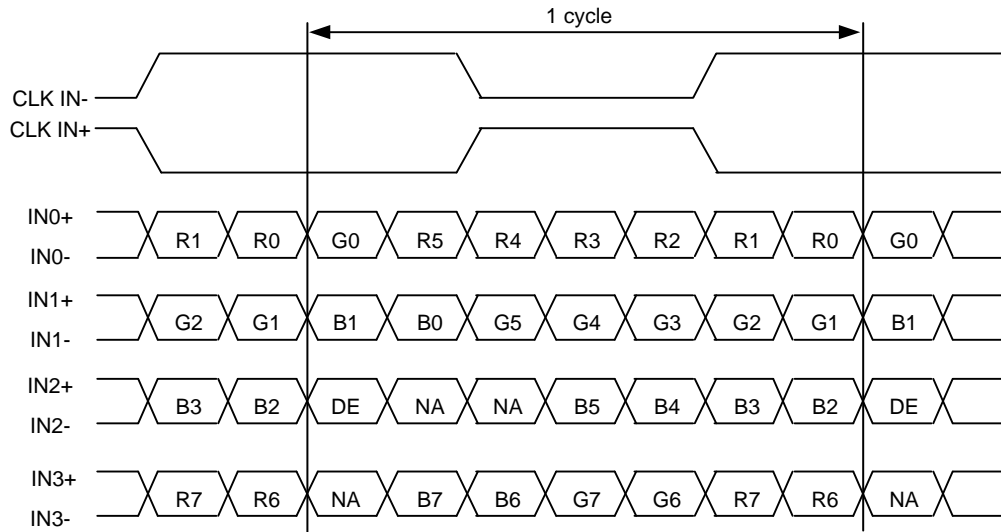 1 cycle
CLK IN-
CLK IN+
IN0+
R1 R0 G0 R5 R4 R3 R2 R1 R0 G0
IN0-
IN1+
G2 G1 B1 B0 G5 G4 G3 G2 G1 B1
IN1-
IN2+
B3 B2 DE NA NA B5 B4 B3 B2 DE
IN2-
IN3+
R7 R6 NA B7 B6 G7 G6 R7 R6 NA
IN3-